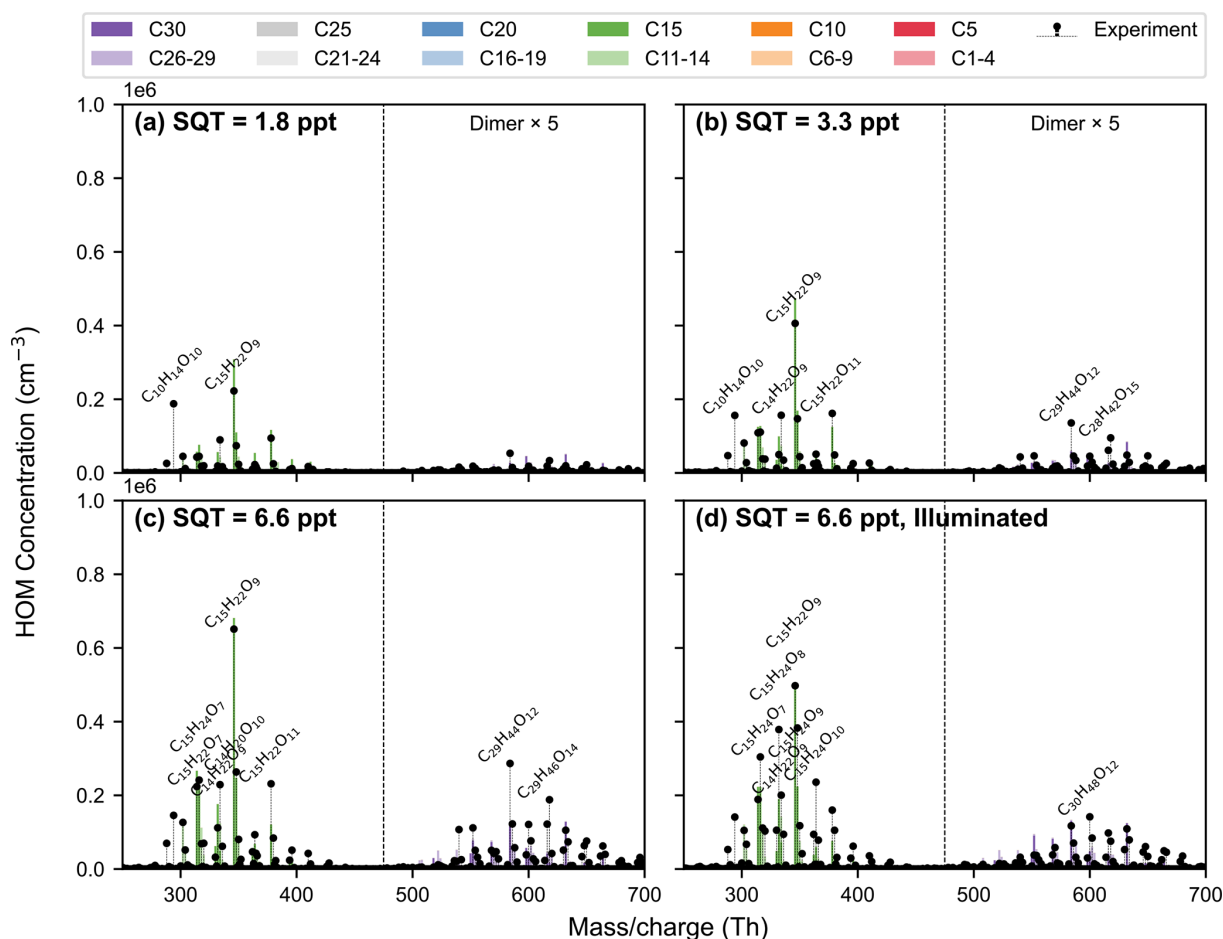 C30 C25 C20 C15 C10 C5 Experiment
C26-29 C21-24 C16-19 C11-14 C6-9 C1-4
1e6
(a) SQT = 1.8 ppt
Dimer × 5
(b) SQT = 3.3 ppt
Dimer × 5
1.0
0.8
0.6
0.4
0.2
0.0
C₁₀H₁₄O₁₀
C₁₅H₂₂O₉
C₁₀H₁₄O₁₀
C₁₅H₂₂O₉
C₁₄H₂₂O₉
C₁₅H₂₂O₁₁
C₂₉H₄₄O₁₂
C₂₈H₄₂O₁₅
1e6
(c) SQT = 6.6 ppt
(d) SQT = 6.6 ppt, Illuminated
1.0
0.8
0.6
0.4
0.2
0.0
C₁₅H₂₄O₇
C₁₅H₂₂O₇
C₁₄H₂₂O₉
C₁₅H₂₂O₉
C₁₄H₂₀O₁₀
C₁₅H₂₂O₁₁
C₂₉H₄₄O₁₂
C₂₉H₄₆O₁₄
C₁₅H₂₂O₉
C₁₅H₂₄O₈
C₁₅H₂₄O₇
C₁₅H₂₄O₉
C₁₄H₂₂O₉
C₁₅H₂₄O₁₀
C₃₀H₄₈O₁₂
300 400 500 600 700
300 400 500 600 700
HOM Concentration (cm⁻³)
Mass/charge (Th)